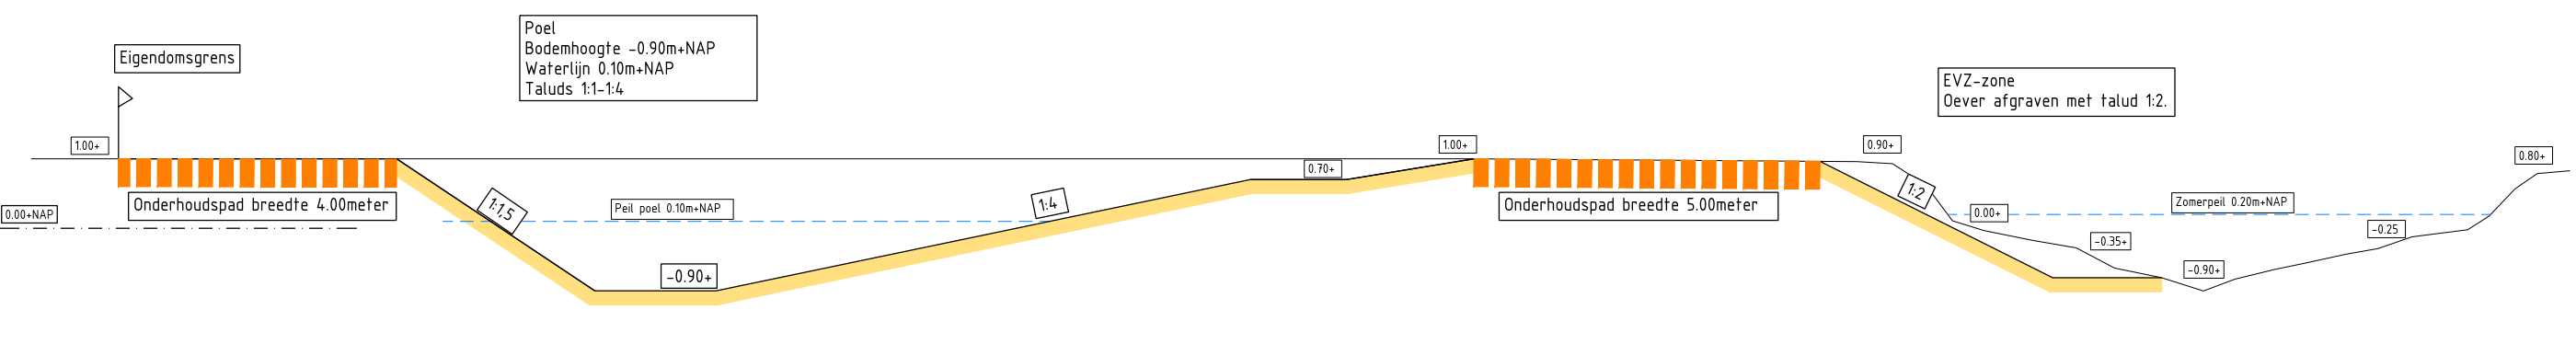 Poel
Bodemhoogte -0.90m+NAP
Waterlijn 0.10m+NAP
Taluds 1:1-1:4
Eigendomsgrens
EVZ-zone
Oever afgraven met talud 1:2.
1.00+
1.00+
0.90+
0.80+
0.70+
Onderhoudspad breedte 4.00meter
1:1,5
Peil poel 0.10m+NAP
1:4
Onderhoudspad breedte 5.00meter
1:2
Zomerpeil 0.20m+NAP
0.00+NAP
0.00+
-0.25
-0.35+
-0.90+
-0.90+